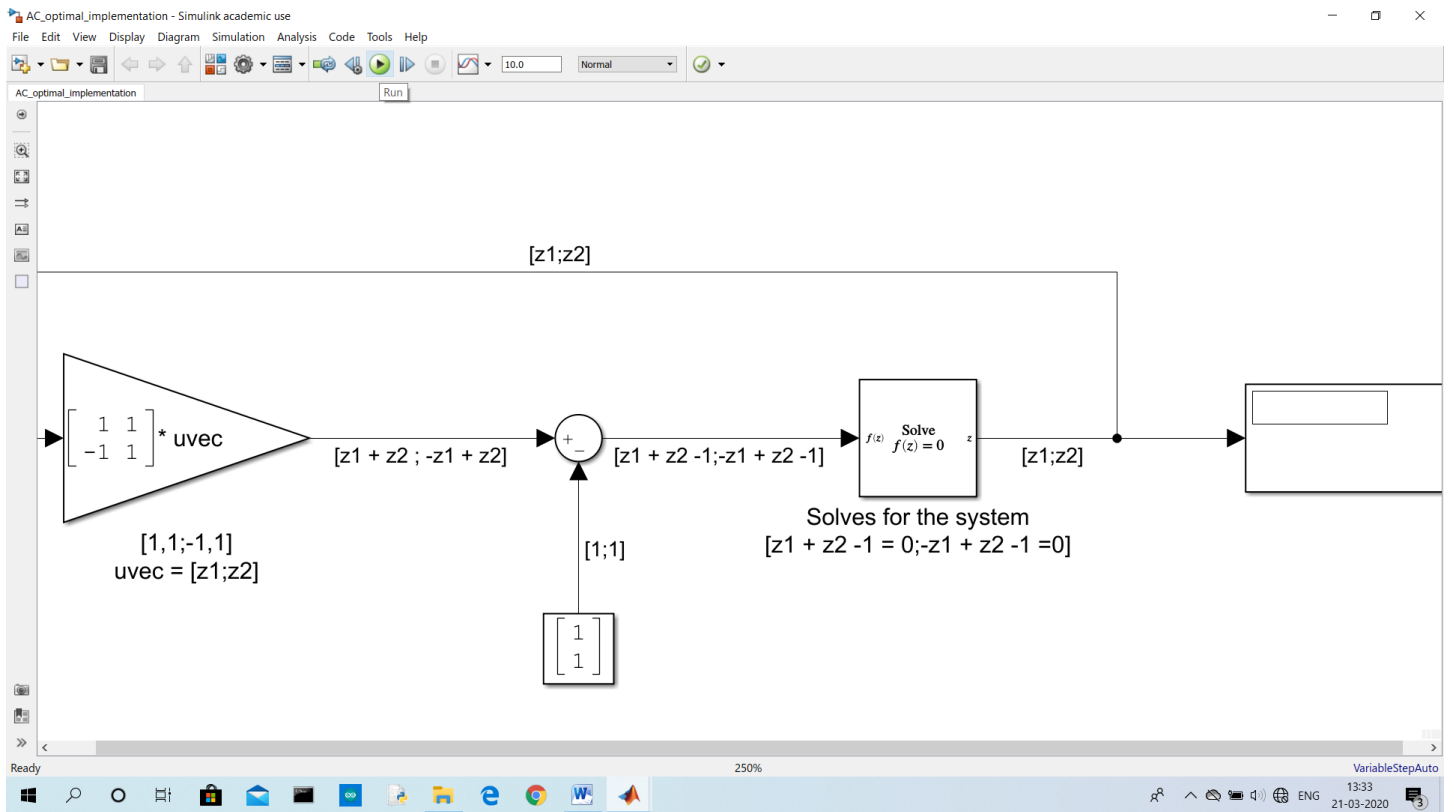 AC_optimal_implementation - Simulink academic use
File Edit View Display Diagram Simulation Analysis Code Tools Help
10.0 Normal
AC_optimal_implementation
Run
[z1;z2]
1 1
-1 1
* uvec
[z1 + z2 ; -z1 + z2]
+
−
[z1 + z2 -1;-z1 + z2 -1]
f(z) Solve z
f(z) = 0
[z1;z2]
[1,1;-1,1]
uvec = [z1;z2]
[1;1]
Solves for the system
[z1 + z2 -1 = 0;-z1 + z2 -1 =0]
1
1
Ready 250% VariableStepAuto
ENG
13:33
21-03-2020
3